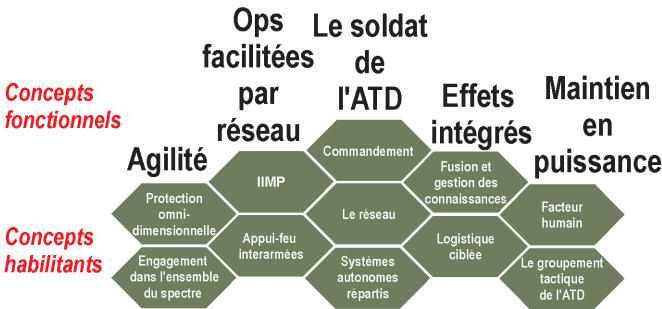 Concepts
fonctionnels
Agilité
Ops
facilitées
par
réseau
Le soldat
de
l'ATD
Effets
intégrés
Maintien
en
puissance
Concepts
habilitants
Protection
omni-
dimensionnelle
Engagement
dans l'ensemble
du spectre
IIMP
Appui-feu
interarmées
Commandement
Le réseau
Systèmes
autonomes
répartis
Fusion et
gestion des
connaissances
Logistique
ciblée
Facteur
humain
Le groupement
tactique
de l'ATD